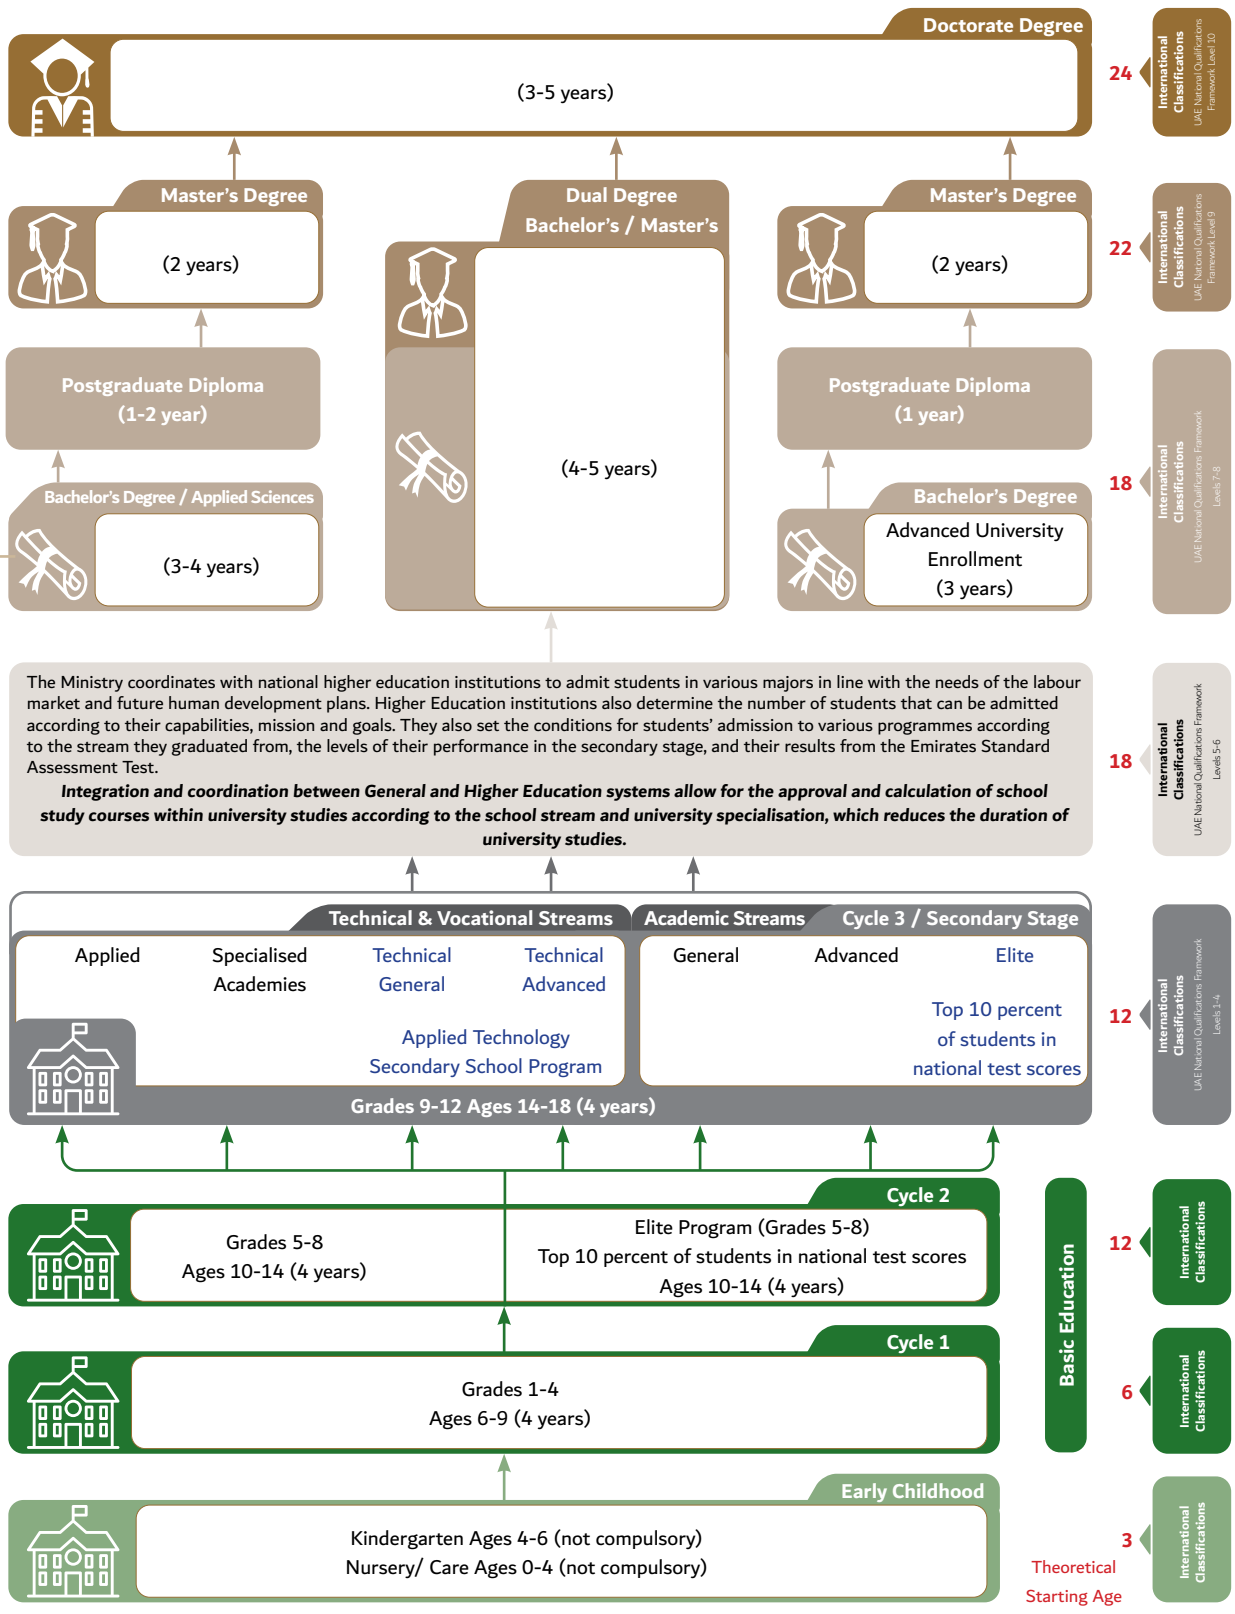 Doctorate Degree
(3-5 years)
24
International
Classifications
UAE National Qualifications
Framework Level 10
Master's Degree
(2 years)
Dual Degree
Bachelor's / Master's
(4-5 years)
Master's Degree
(2 years)
22
International
Classifications
UAE National Qualifications
Framework Level 9
Postgraduate Diploma
(1-2 year)
Postgraduate Diploma
(1 year)
Bachelor's Degree / Applied Sciences
(3-4 years)
Bachelor's Degree
Advanced University
Enrollment
(3 years)
18
International
Classifications
UAE National Qualifications Framework
Levels 7-8
The Ministry coordinates with national higher education institutions to admit students in various majors in line with the needs of the labour
market and future human development plans. Higher Education institutions also determine the number of students that can be admitted
according to their capabilities, mission and goals. They also set the conditions for students' admission to various programmes according
to the stream they graduated from, the levels of their performance in the secondary stage, and their results from the Emirates Standard
Assessment Test.
Integration and coordination between General and Higher Education systems allow for the approval and calculation of school
study courses within university studies according to the school stream and university specialisation, which reduces the duration of
university studies.
18
International
Classifications
UAE National Qualifications Framework
Levels 5-6
Technical & Vocational Streams
Academic Streams
Cycle 3 / Secondary Stage
Applied
Specialised
Academies
Technical
General
Technical
Advanced
Applied Technology
Secondary School Program
General
Advanced
Elite
Top 10 percent
of students in
national test scores
Grades 9-12 Ages 14-18 (4 years)
12
International
Classifications
UAE National Qualifications Framework
Levels 1-4
Cycle 2
Grades 5-8
Ages 10-14 (4 years)
Elite Program (Grades 5-8)
Top 10 percent of students in national test scores
Ages 10-14 (4 years)
12
International
Classifications
Basic Education
Cycle 1
Grades 1-4
Ages 6-9 (4 years)
6
International
Classifications
Early Childhood
Kindergarten Ages 4-6 (not compulsory)
Nursery/ Care Ages 0-4 (not compulsory)
3
Theoretical
Starting Age
International
Classifications